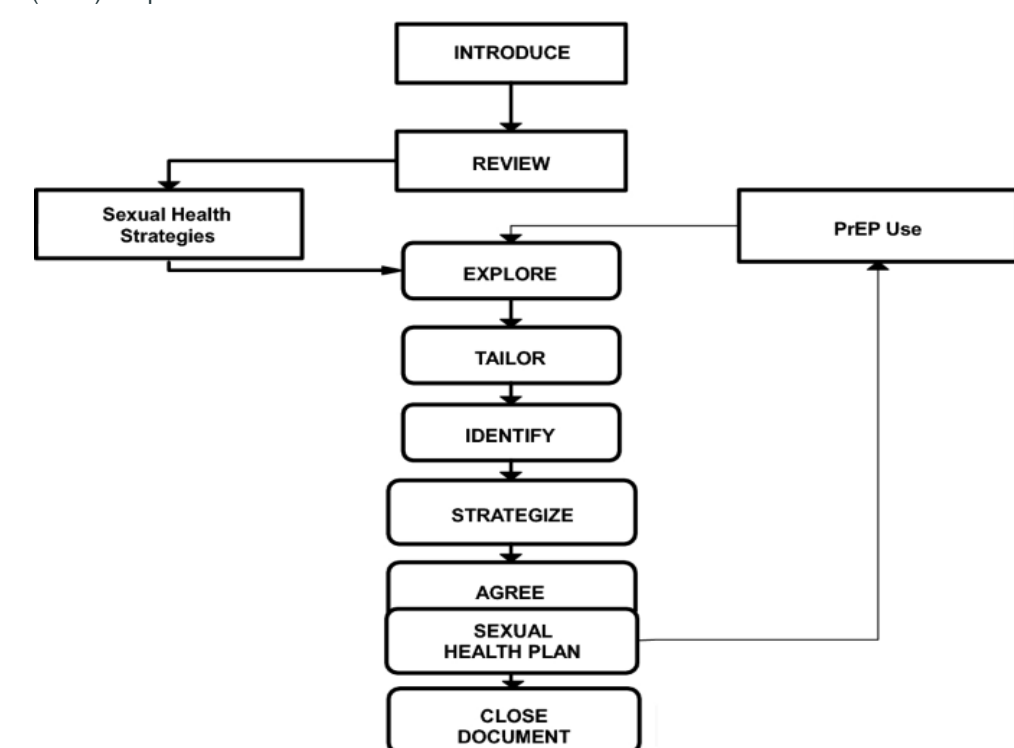 INTRODUCE
REVIEW
Sexual Health
Strategies
PrEP Use
EXPLORE
TAILOR
IDENTIFY
STRATEGIZE
AGREE
SEXUAL
HEALTH PLAN
CLOSE
DOCUMENT